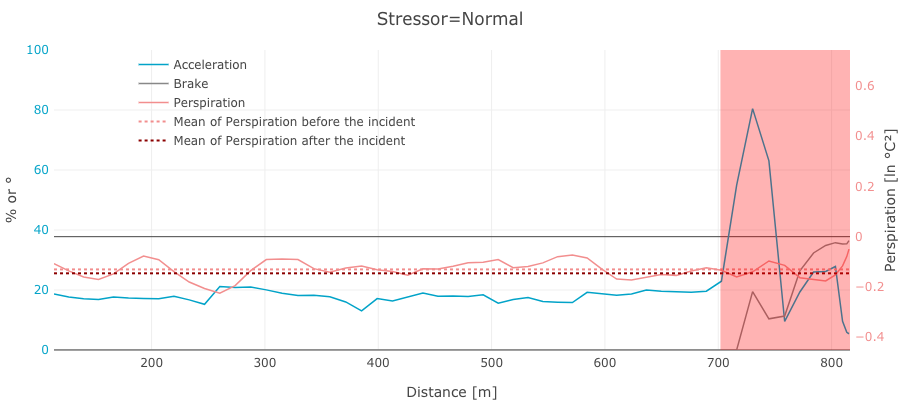 Stressor=Normal
100
80
60
40
20
0
% or °
Acceleration
Brake
Perspiration
Mean of Perspiration before the incident
Mean of Perspiration after the incident
0.6
0.4
0.2
0
−0.2
−0.4
Perspiration [ln °C²]
200 300 400 500 600 700 800
Distance [m]